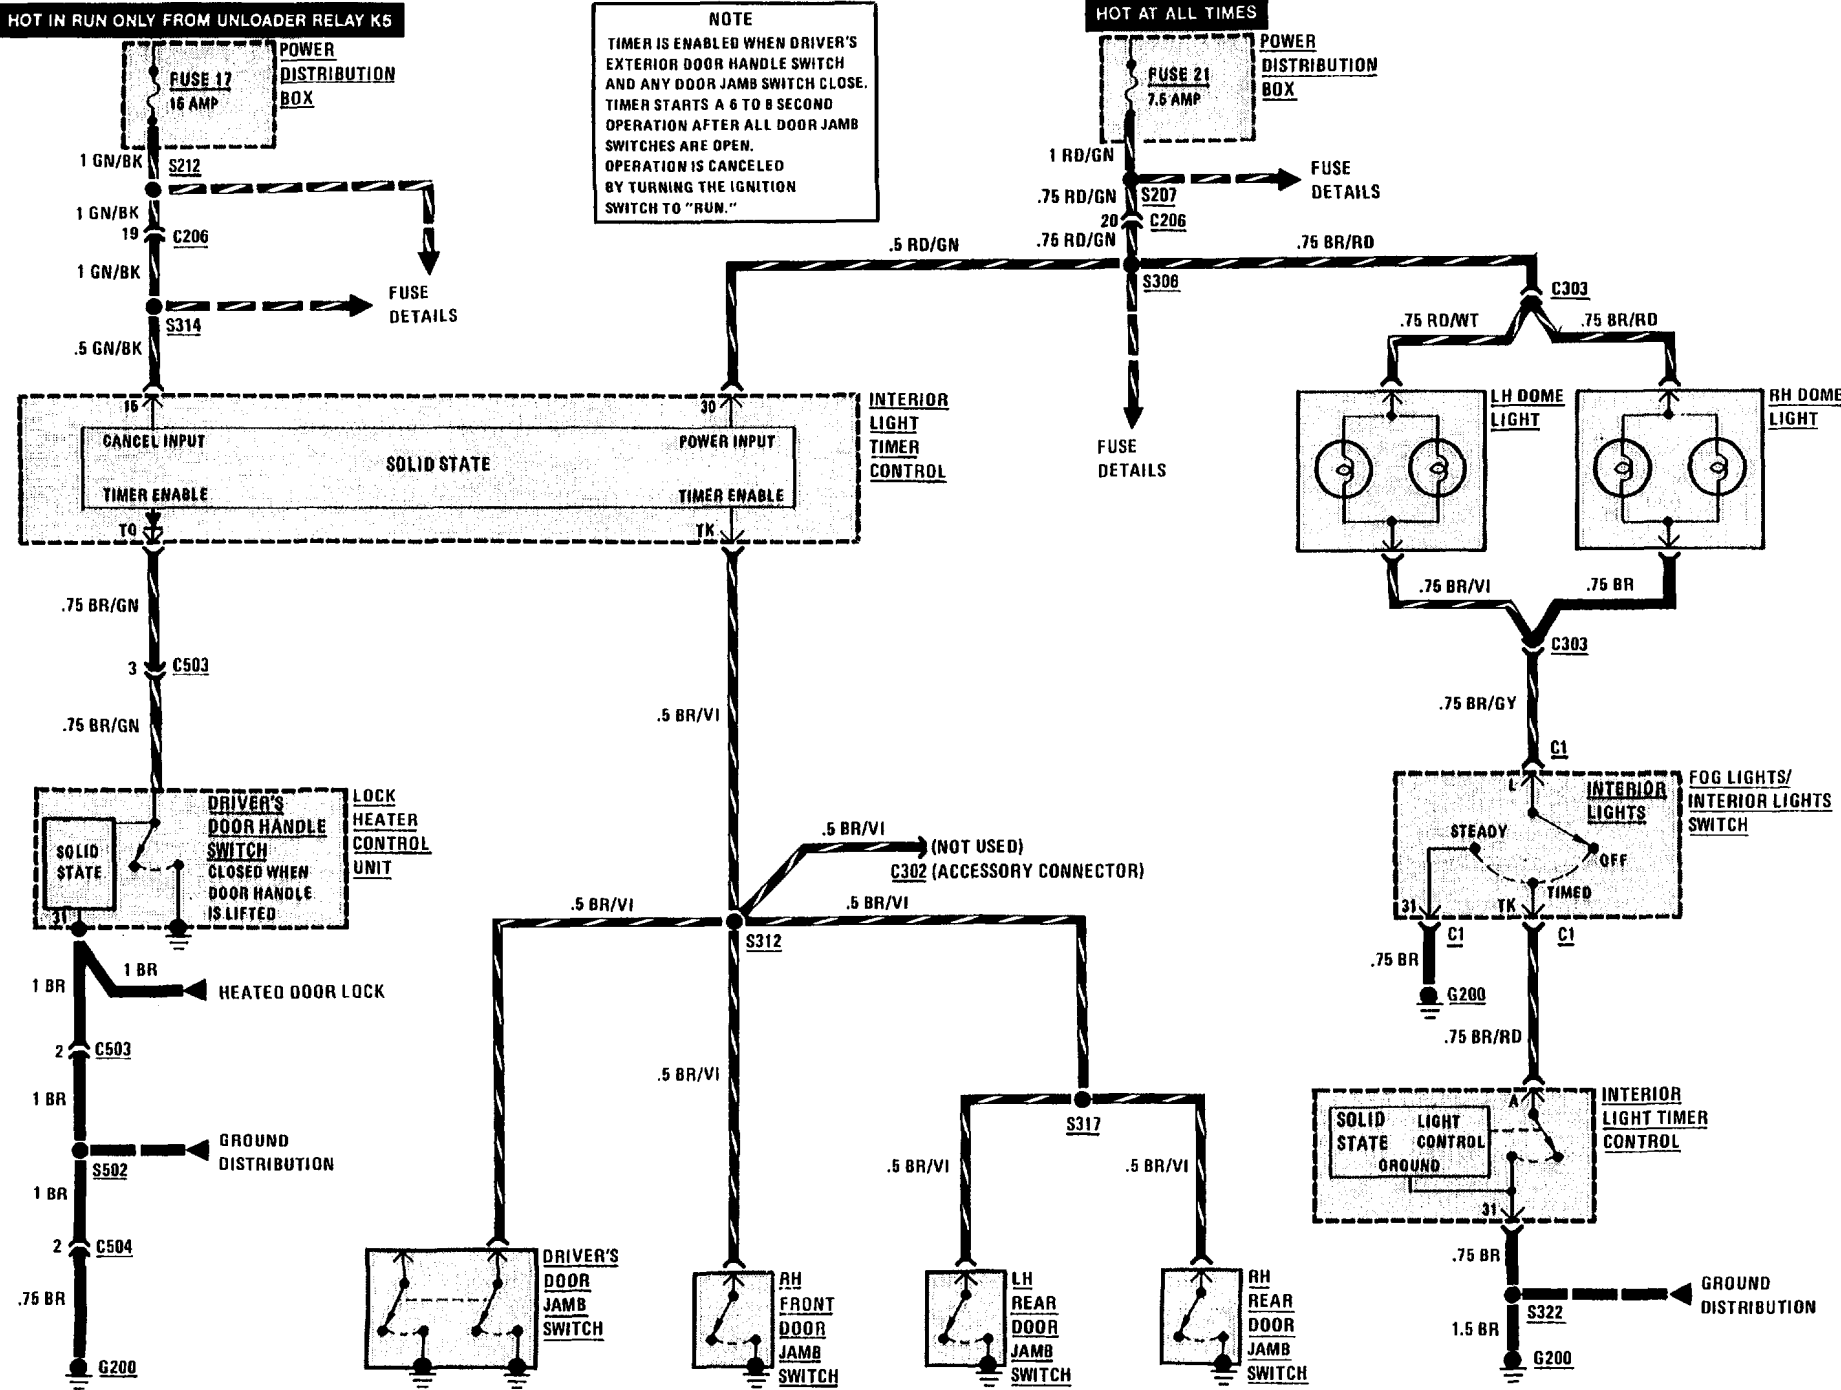 HOT IN RUN ONLY FROM UNLOADER RELAY K5
POWER
DISTRIBUTION
BOX
FUSE 17
16 AMP
1 GN/BK
S212
1 GN/BK
19
C206
1 GN/BK
FUSE
DETAILS
S314
.5 GN/BK
NOTE
TIMER IS ENABLED WHEN DRIVER'S
EXTERIOR DOOR HANDLE SWITCH
AND ANY DOOR JAMB SWITCH CLOSE.
TIMER STARTS A 6 TO 8 SECOND
OPERATION AFTER ALL DOOR JAMB
SWITCHES ARE OPEN.
OPERATION IS CANCELED
BY TURNING THE IGNITION
SWITCH TO "RUN."
HOT AT ALL TIMES
POWER
DISTRIBUTION
BOX
FUSE 21
7.5 AMP
1 RD/GN
FUSE
DETAILS
.75 RD/GN
S207
20
C206
.5 RD/GN
.75 RD/GN
.75 BR/RD
S306
C303
.75 RD/WT
.75 BR/RD
FUSE
DETAILS
LH DOME
LIGHT
RH DOME
LIGHT
.75 BR/VI
.75 BR
C303
.75 BR/GY
C1
16
30
CANCEL INPUT
POWER INPUT
SOLID STATE
TIMER ENABLE
TIMER ENABLE
TO
TK
INTERIOR
LIGHT
TIMER
CONTROL
.75 BR/GN
3
C503
.75 BR/GN
.5 BR/VI
DRIVER'S
DOOR HANDLE
SWITCH
CLOSED WHEN
DOOR HANDLE
IS LIFTED
SOLID
STATE
31
LOCK
HEATER
CONTROL
UNIT
1 BR
1 BR
HEATED DOOR LOCK
2
C503
1 BR
GROUND
DISTRIBUTION
S502
1 BR
2
C504
.75 BR
G200
.5 BR/VI
(NOT USED)
C302 (ACCESSORY CONNECTOR)
.5 BR/VI
.5 BR/VI
S312
.5 BR/VI
S317
.5 BR/VI
.5 BR/VI
DRIVER'S
DOOR
JAMB
SWITCH
RH
FRONT
DOOR
JAMB
SWITCH
LH
REAR
DOOR
JAMB
SWITCH
RH
REAR
DOOR
JAMB
SWITCH
L
INTERIOR
LIGHTS
STEADY
OFF
TIMED
31
TK
FOG LIGHTS/
INTERIOR LIGHTS
SWITCH
C1
C1
.75 BR
G200
.75 BR/RD
A
SOLID
STATE
LIGHT
CONTROL
GROUND
31
INTERIOR
LIGHT TIMER
CONTROL
.75 BR
GROUND
DISTRIBUTION
S322
1.5 BR
G200